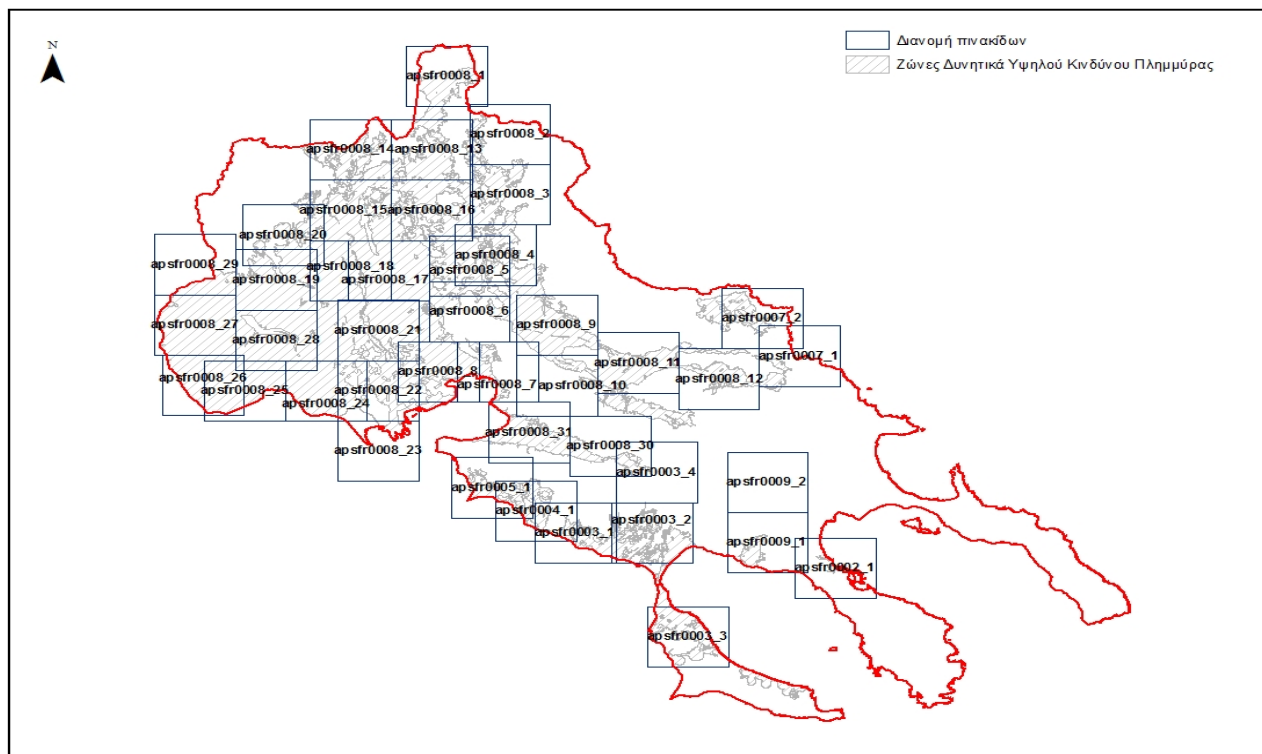 N
Διανομή πινακίδων
Ζώνες Δυνητικά Υψηλού Κινδύνου Πλημμύρας
apsfr0008_1
apsfr0008_2
apsfr0008_14
apsfr0008_13
apsfr0008_3
apsfr0008_15
apsfr0008_16
apsfr0008_20
apsfr0008_4
apsfr0008_29
apsfr0008_18
apsfr0008_5
apsfr0008_19
apsfr0008_17
apsfr0008_6
apsfr0007_2
apsfr0008_27
apsfr0008_9
apsfr0008_21
apsfr0008_28
apsfr0007_1
apsfr0008_11
apsfr0008_8
apsfr0008_26
apsfr0008_12
apsfr0008_7
apsfr0008_10
apsfr0008_25
apsfr0008_22
apsfr0008_24
apsfr0008_31
apsfr0008_30
apsfr0008_23
apsfr0003_4
apsfr0009_2
apsfr0005_1
apsfr0004_1
apsfr0003_2
apsfr0003_1
apsfr0009_1
apsfr0002_1
apsfr0003_3